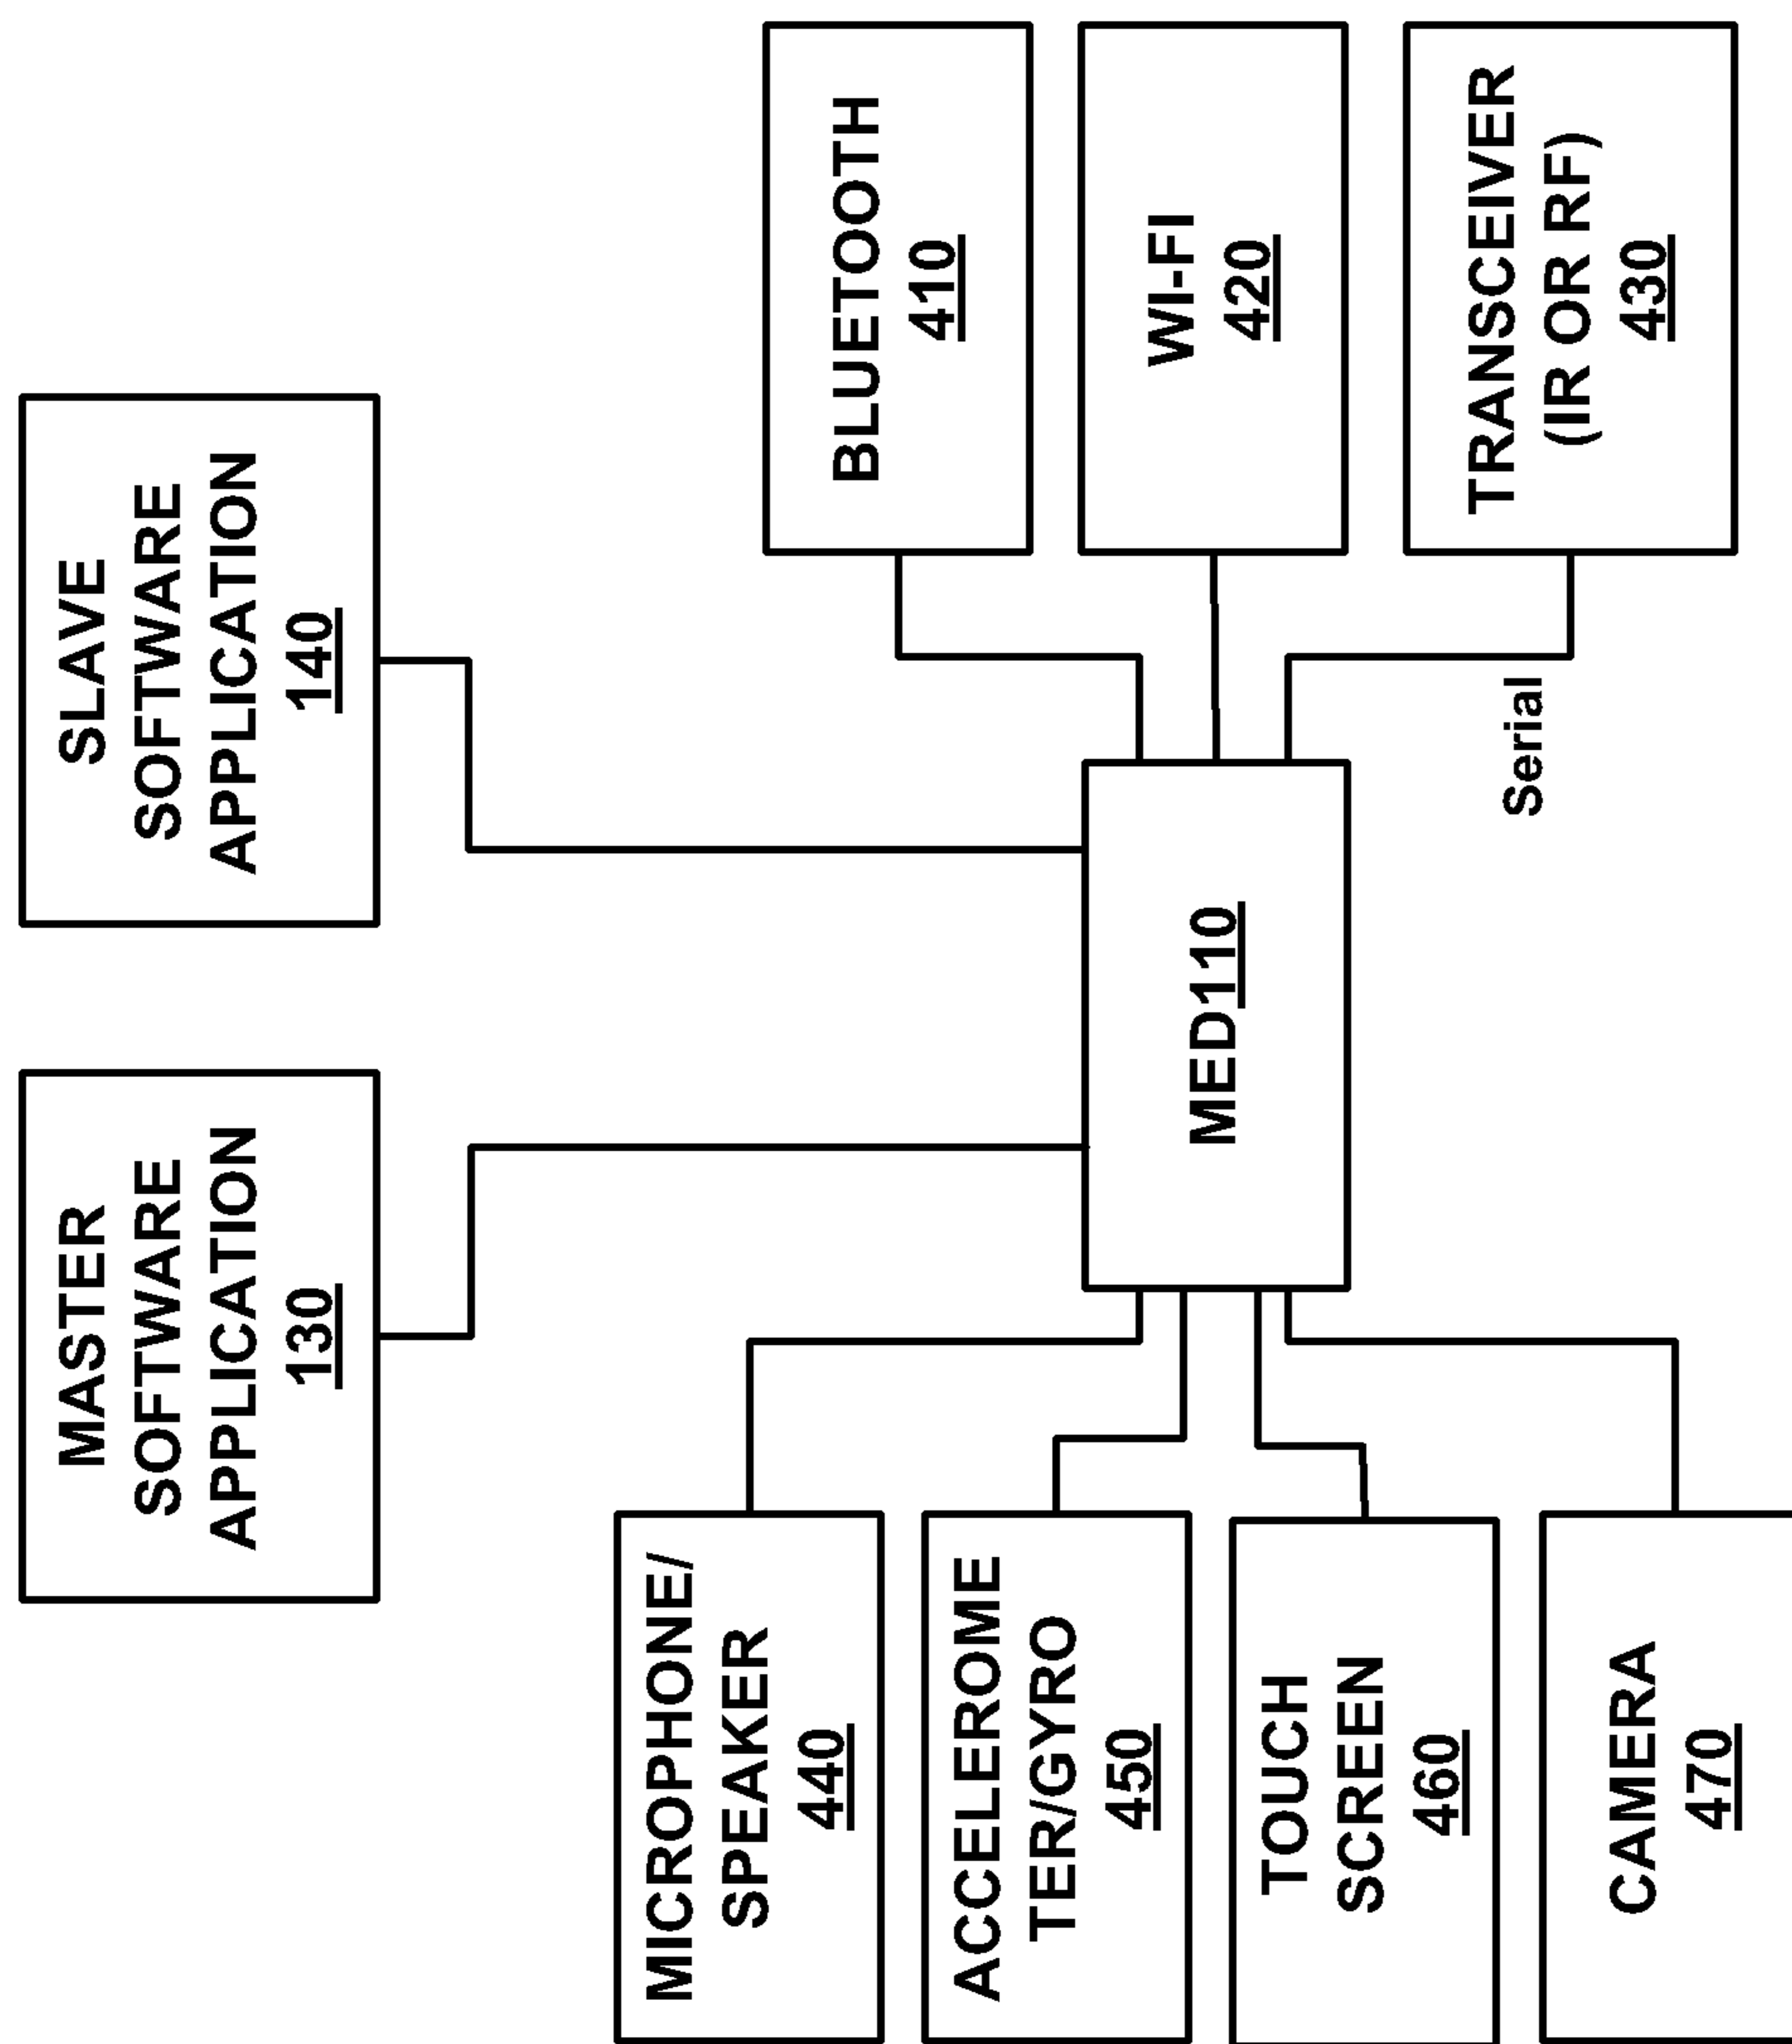 MASTER
SOFTWARE
APPLICATION
130
SLAVE
SOFTWARE
APPLICATION
140
MICROPHONE/
SPEAKER
440
ACCELEROME
TER/GYRO
450
TOUCH
SCREEN
460
CAMERA
470
MED110
BLUETOOTH
410
WI-FI
420
TRANSCEIVER
(IR OR RF)
430
Serial